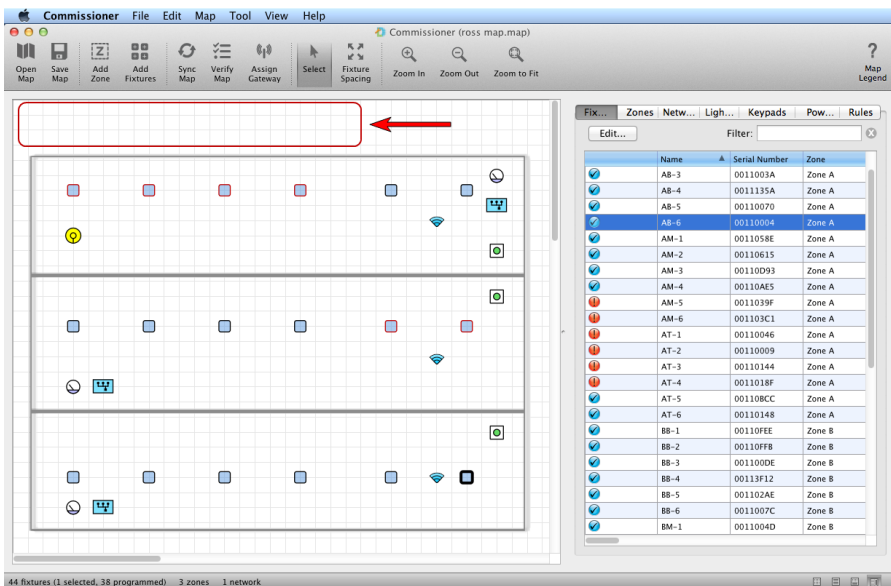 Commissioner File Edit Map Tool View Help
Commissioner (ross map.map)
Open Map
Save Map
Add Zone
Add Fixtures
Sync Map
Verify Map
Assign Gateway
Select
Fixture Spacing
Zoom In
Zoom Out
Zoom to Fit
?
Map Legend
Fix... Zones Netw... Ligh... Keypads Pow... Rules
Edit... Filter:
Name Serial Number Zone
AB-3 0011003A Zone A
AB-4 0011135A Zone A
AB-5 00110070 Zone A
AB-6 00110004 Zone A
AM-1 0011058E Zone A
AM-2 00110615 Zone A
AM-3 00110D93 Zone A
AM-4 00110AE5 Zone A
AM-5 0011039F Zone A
AM-6 001103C1 Zone A
AT-1 00110046 Zone A
AT-2 00110009 Zone A
AT-3 00110144 Zone A
AT-4 0011018F Zone A
AT-5 00110BCC Zone A
AT-6 00110148 Zone A
BB-1 00110FEE Zone B
BB-2 00110FFB Zone B
BB-3 001100DE Zone B
BB-4 00113F12 Zone B
BB-5 001102AE Zone B
BB-6 0011007C Zone B
BM-1 0011004D Zone B
44 fixtures (1 selected, 38 programmed) 3 zones 1 network